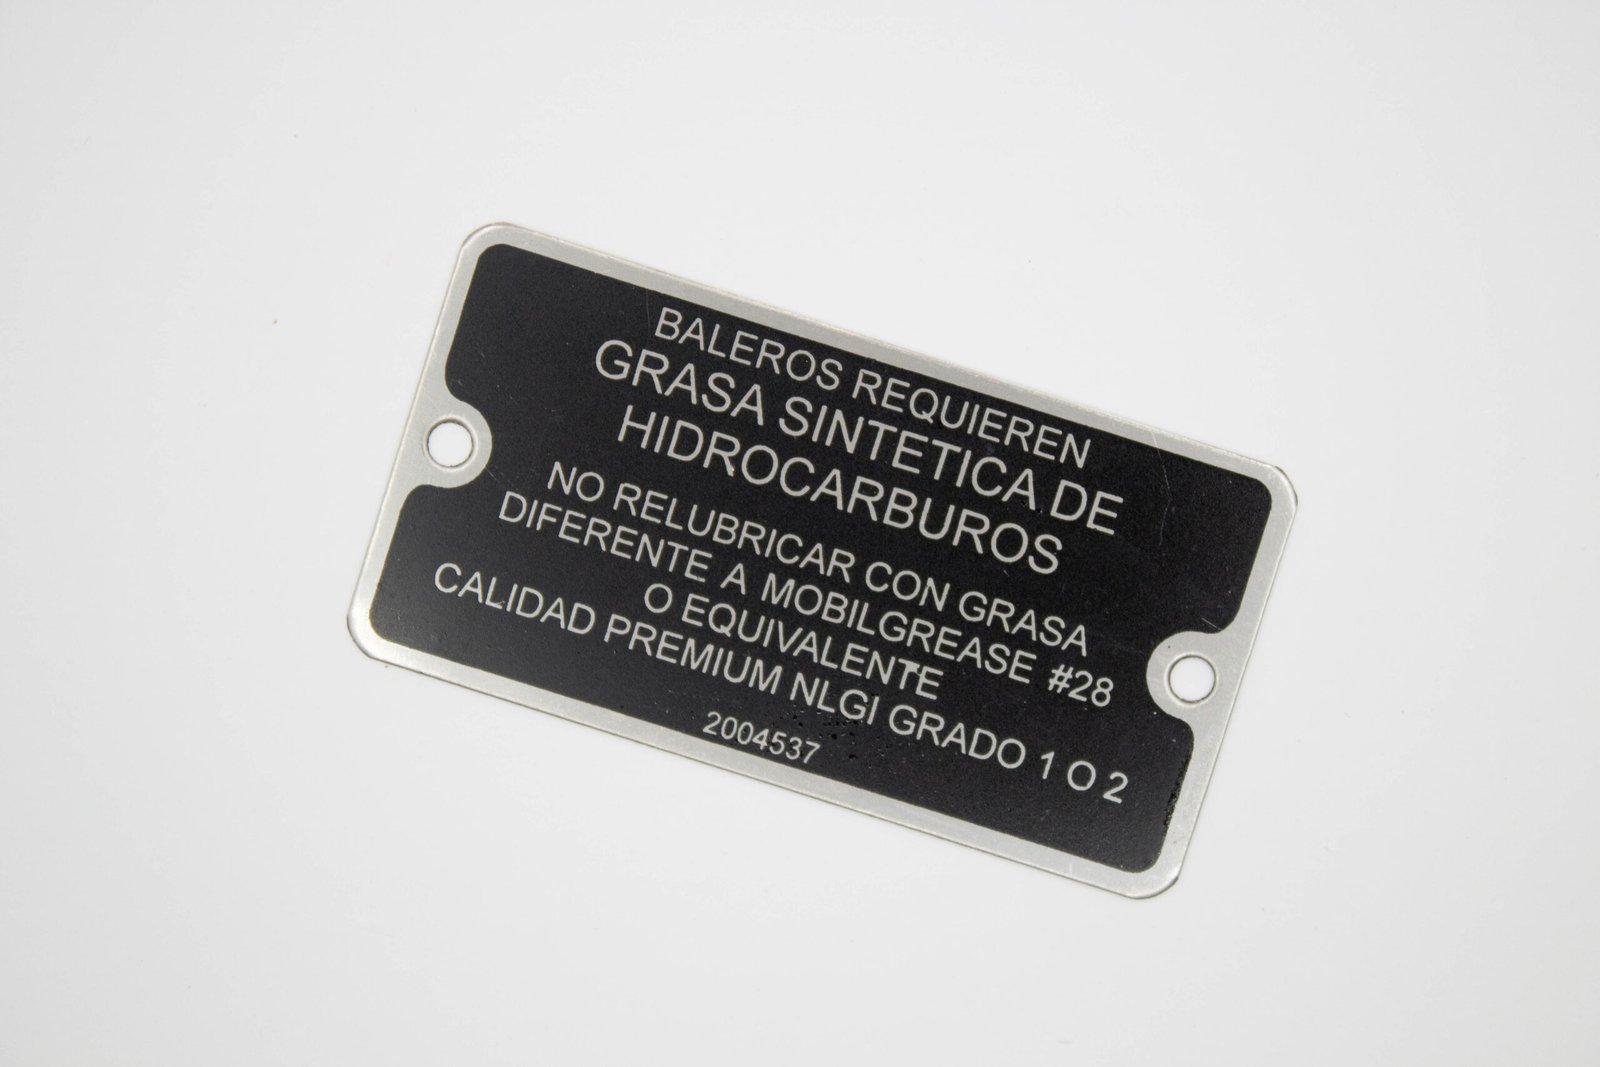 BALEROS REQUIEREN
GRASA SINTETICA DE
HIDROCARBUROS
NO RELUBRICAR CON GRASA
DIFERENTE A MOBILGREASE #28
O EQUIVALENTE
CALIDAD PREMIUM NLGI GRADO 1 O 2
2004537